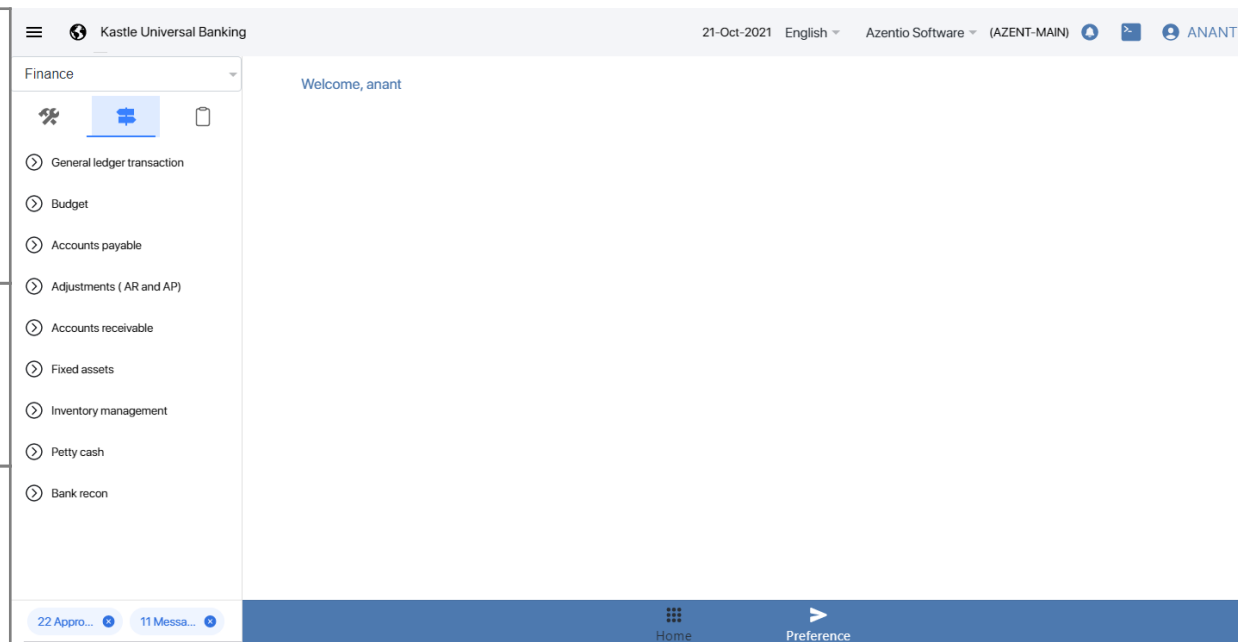 Kastle Universal Banking 21-Oct-2021 English Azentio Software (AZENT-MAIN) ANANT
Finance
Welcome, anant
General ledger transaction
Budget
Accounts payable
Adjustments ( AR and AP)
Accounts receivable
Fixed assets
Inventory management
Petty cash
Bank recon
22 Appro... 11 Messa...
Home Preference